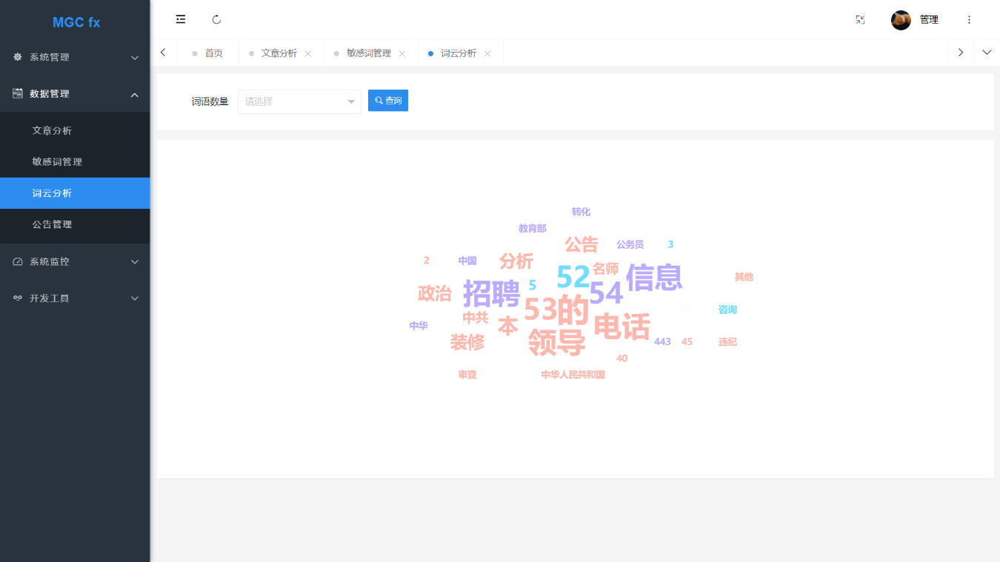 MGC fx
系统管理
数据管理
文章分析
敏感词管理
词云分析
公告管理
系统监控
开发工具
管理
首页
文章分析
敏感词管理
词云分析
词语数量
请选择
查询
转化
教育部
公告
公务员
3
2
中国
分析
名师
52
信息
其他
招聘
5
54
政治
53
的
咨询
中共
本
电话
中华
装修
领导
443
45
违纪
40
审查
中华人民共和国